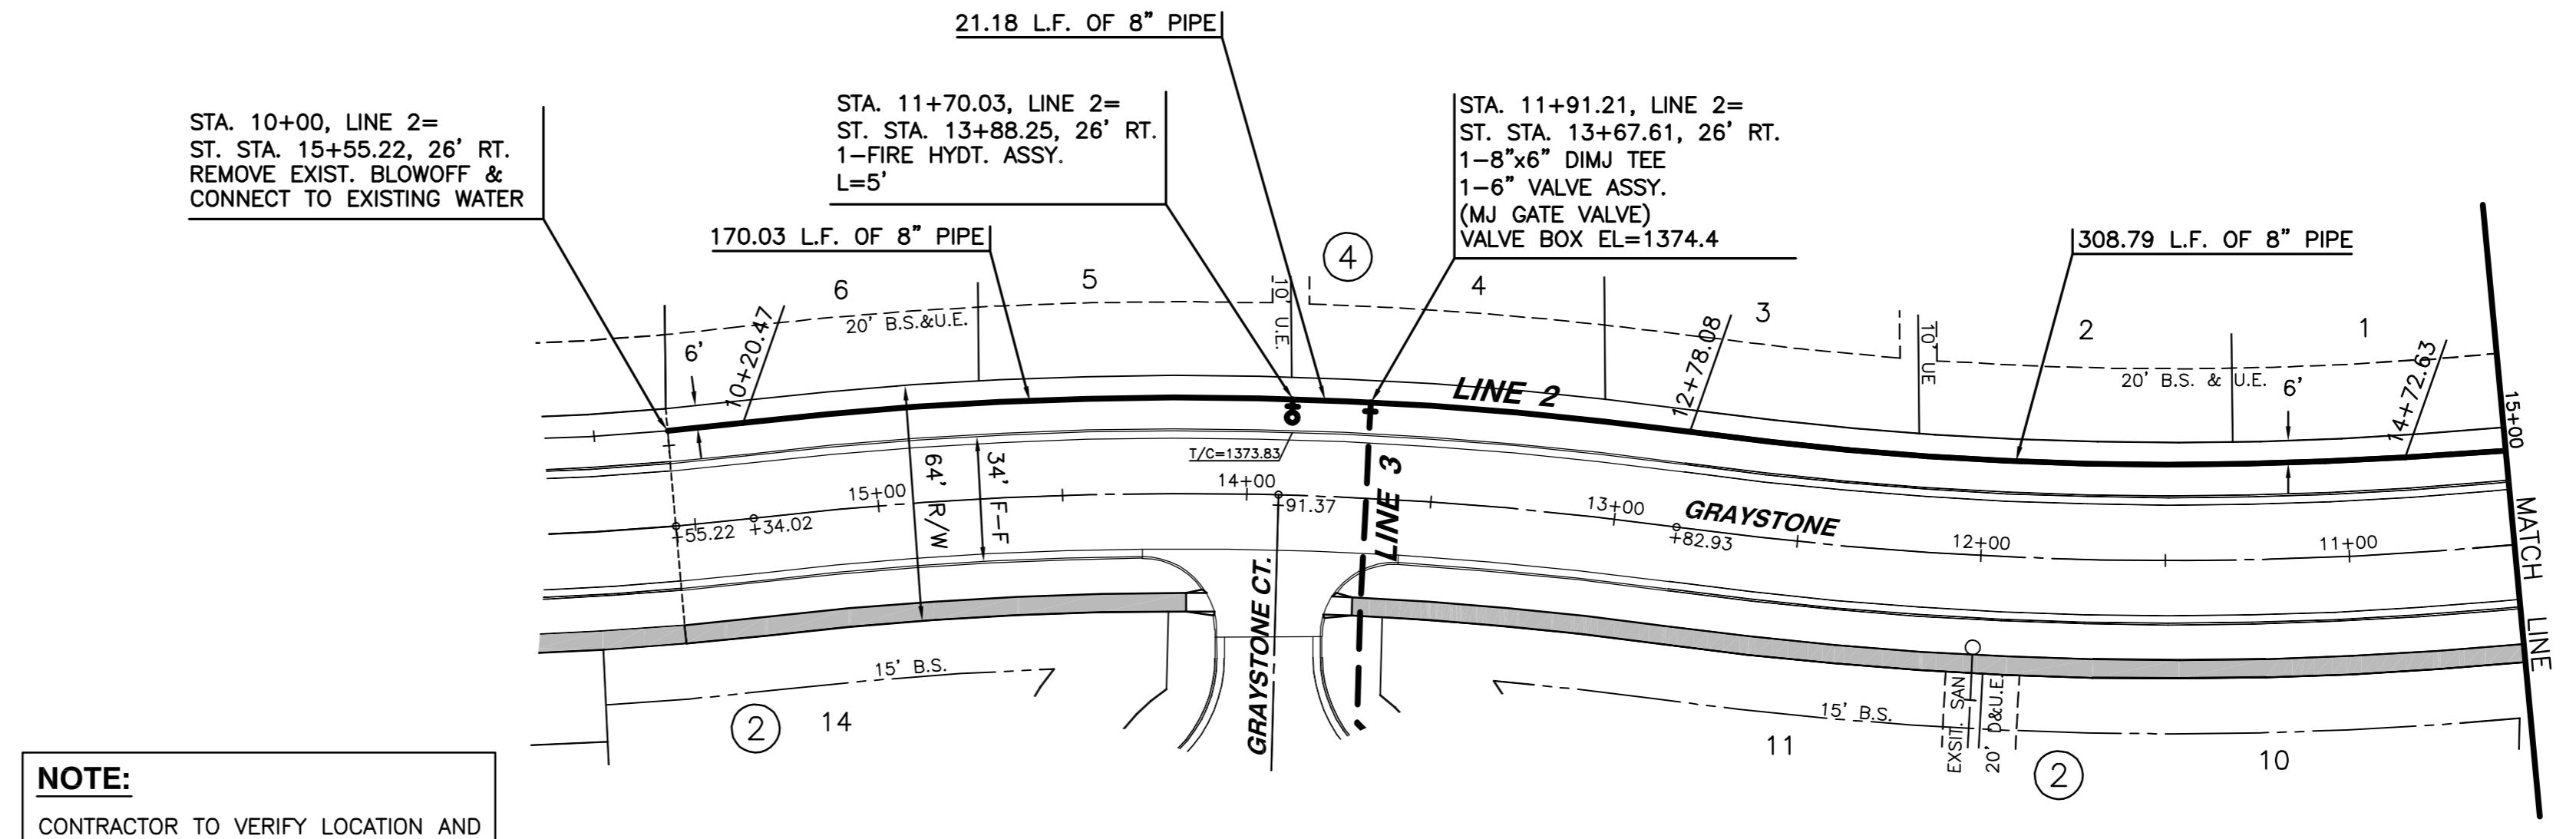 21.18 L.F. OF 8" PIPE
STA. 10+00, LINE 2=
ST. STA. 15+55.22, 26' RT.
REMOVE EXIST. BLOWOFF &
CONNECT TO EXISTING WATER
STA. 11+70.03, LINE 2=
ST. STA. 13+88.25, 26' RT.
1-FIRE HYDT. ASSY.
L=5'
STA. 11+91.21, LINE 2=
ST. STA. 13+67.61, 26' RT.
1-8"x6" DIMJ TEE
1-6" VALVE ASSY.
(MJ GATE VALVE)
VALVE BOX EL=1374.4
170.03 L.F. OF 8" PIPE
308.79 L.F. OF 8" PIPE
4
6
5
4
3
2
1
20' B.S.&U.E.
10' U.E.
10' UE
20' B.S. & U.E.
6'
6'
10+20.47
12+78.08
14+72.63
15+00
LINE 2
T/C=1373.83
LINE 3
64' R/W
34' F-F
15+00
14+00
13+00
12+00
11+00
+55.22
+34.02
+91.37
+82.93
GRAYSTONE
GRAYSTONE CT.
MATCH LINE
15' B.S.
15' B.S.
EXSIT. SAN
20' D&U.E.
2
14
11
2
10
NOTE:
CONTRACTOR TO VERIFY LOCATION AND